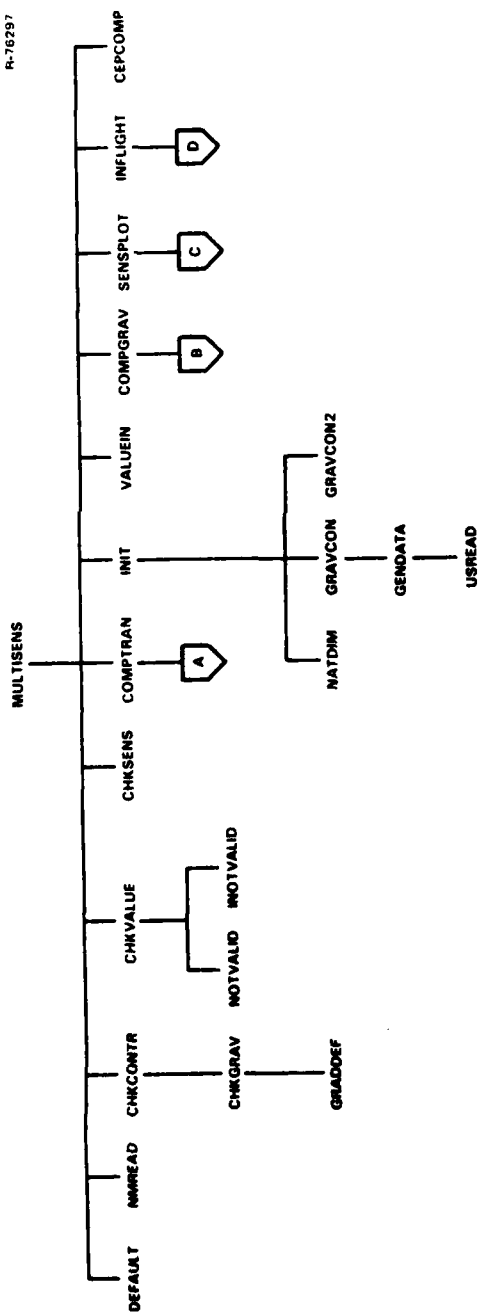 R-76297
MULTISENS
DEFAULT
NMREAD
CHKCONTR
CHKVALUE
CHKSENS
COMPTRAN
INIT
VALUEIN
COMPGRAV
SENSPLOT
INFLIGHT
CEPCOMP
A
B
C
D
CHKGRAV
NOTVALID
INOTVALID
NATDIM
GRAVCON
GRAVCON2
GRADDEF
GENDATA
USREAD